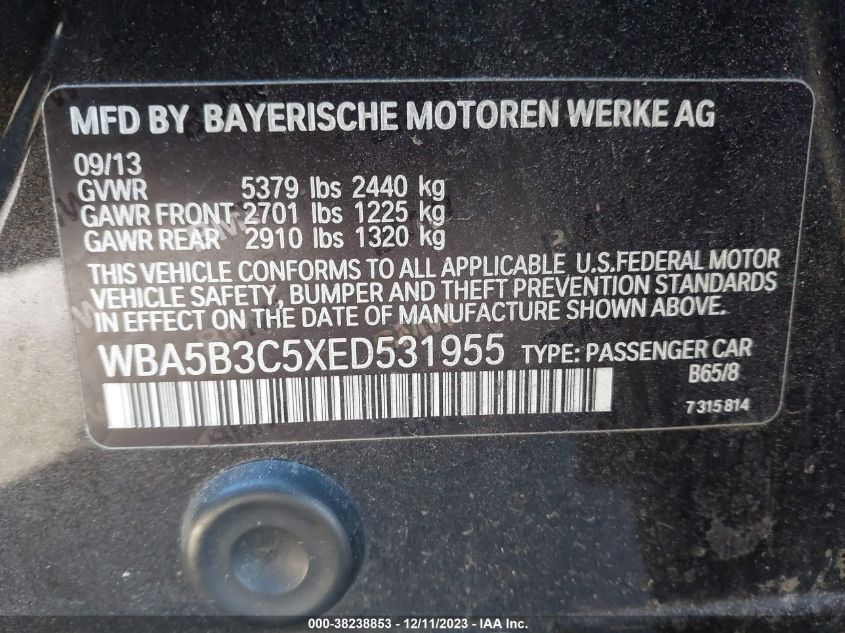 MFD BY BAYERISCHE MOTOREN WERKE AG
09/13
GVWR 5379 lbs 2440 kg
GAWR FRONT 2701 lbs 1225 kg
GAWR REAR 2910 lbs 1320 kg
THIS VEHICLE CONFORMS TO ALL APPLICABLE U.S.FEDERAL MOTOR
VEHICLE SAFETY, BUMPER AND THEFT PREVENTION STANDARDS
IN EFFECT ON THE DATE OF MANUFACTURE SHOWN ABOVE.
WBA5B3C5XED531955 TYPE: PASSENGER CAR
B65/8
7 315 814
000-38238853 - 12/11/2023 - IAAI.com